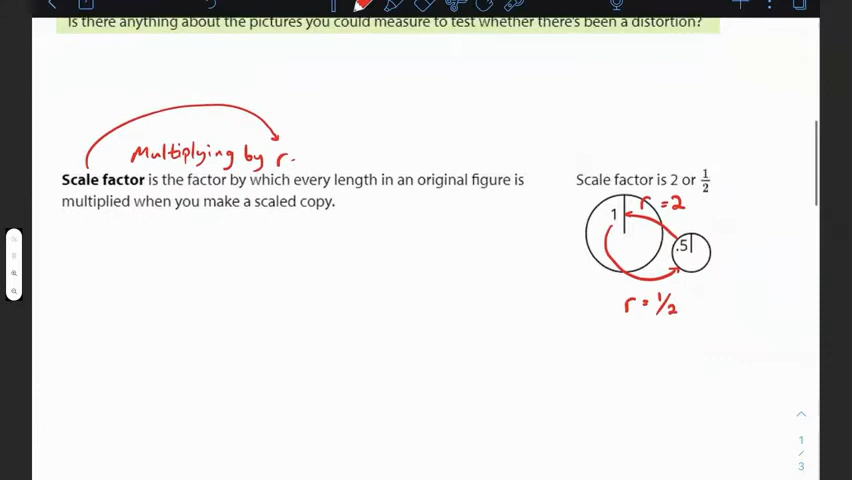 Is there anything about the pictures you could measure to test whether there's been a distortion?
Multiplying by r.
Scale factor is the factor by which every length in an original figure is
multiplied when you make a scaled copy.
Scale factor is 2 or 1/2
r = 2
1
.5
r = 1/2
1
/
3